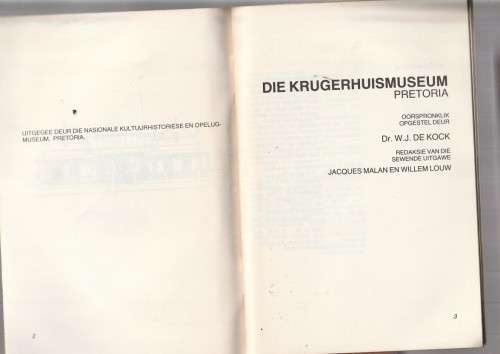 UITGEGEE DEUR DIE NASIONALE KULTUURHISTORIESE EN OPELUG-
MUSEUM, PRETORIA.
2
DIE KRUGERHUISMUSEUM
PRETORIA
OORSPRONKLIK
OPGESTEL DEUR
Dr. W.J. DE KOCK
REDAKSIE VAN DIE
SEWENDE UITGAWE
JACQUES MALAN EN WILLEM LOUW
3